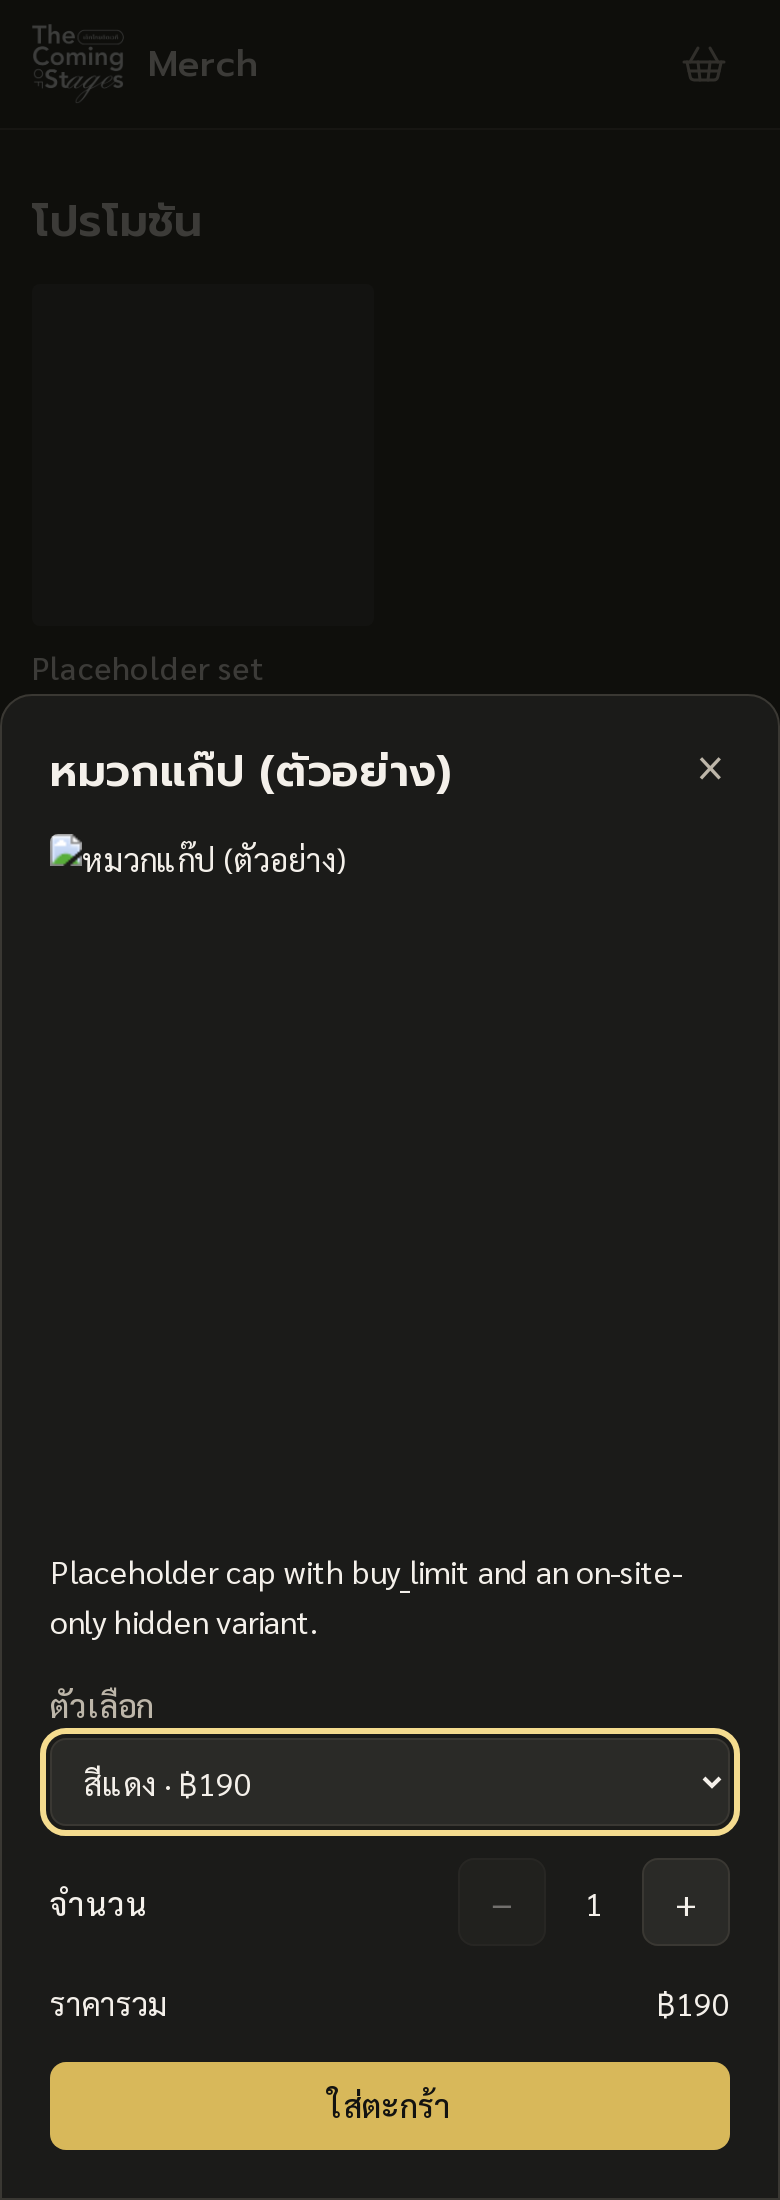 The
Coming
OF Stages
Merch
โปรโมชัน
Placeholder set
หมวกแก๊ป (ตัวอย่าง)
หมวกแก๊ป (ตัวอย่าง)
Placeholder cap with buy_limit and an on-site-
only hidden variant.
ตัวเลือก
สีแดง · ฿190
จำนวน
− 1 +
ราคารวม ฿190
ใส่ตะกร้า